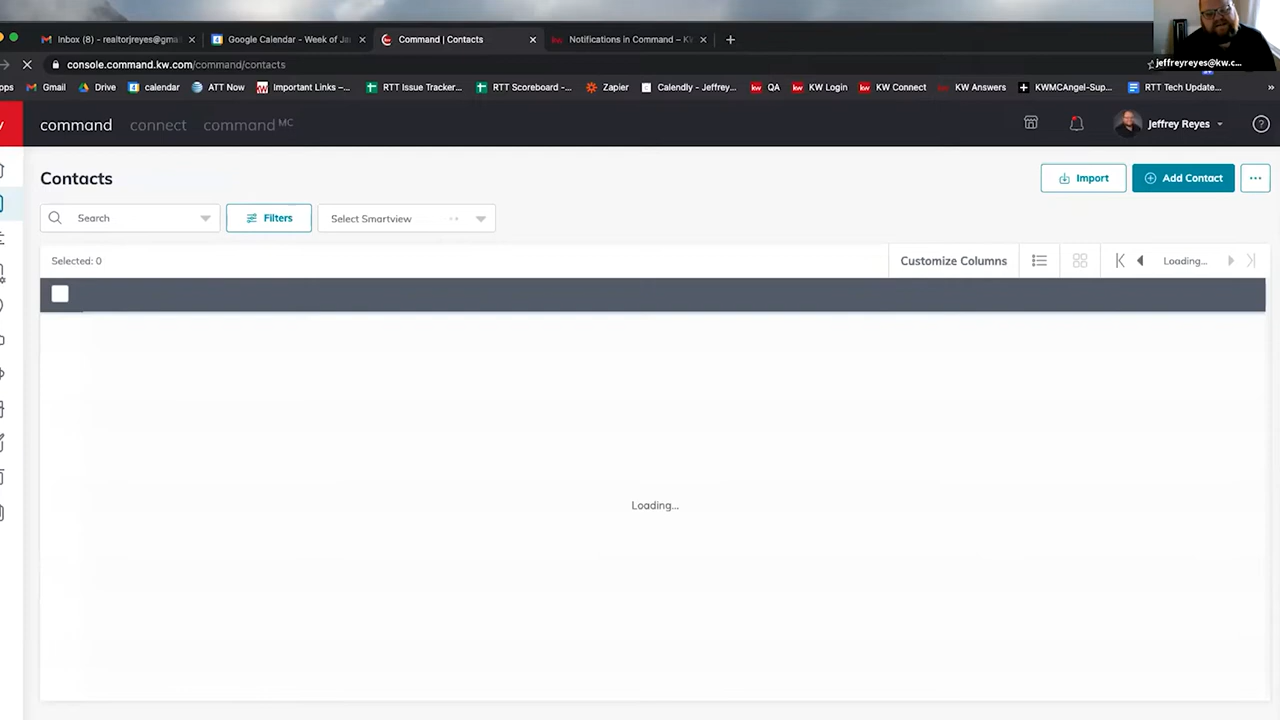 Inbox (8) - realtorjreyes@gma
Google Calendar - Week of Ja
Command | Contacts
Notifications in Command – K
jeffreyreyes@kw.c...
console.command.kw.com/command/contacts
pps
Gmail
Drive
calendar
ATT Now
Important Links –...
RTT Issue Tracker...
RTT Scoreboard -...
Zapier
Calendly - Jeffrey...
QA
KW Login
KW Connect
KW Answers
KWMCAngel-Sup...
RTT Tech Update...
command
connect
command MC
Jeffrey Reyes
Contacts
Import
Add Contact
Search
Filters
Select Smartview
Selected: 0
Customize Columns
Loading...
Loading...